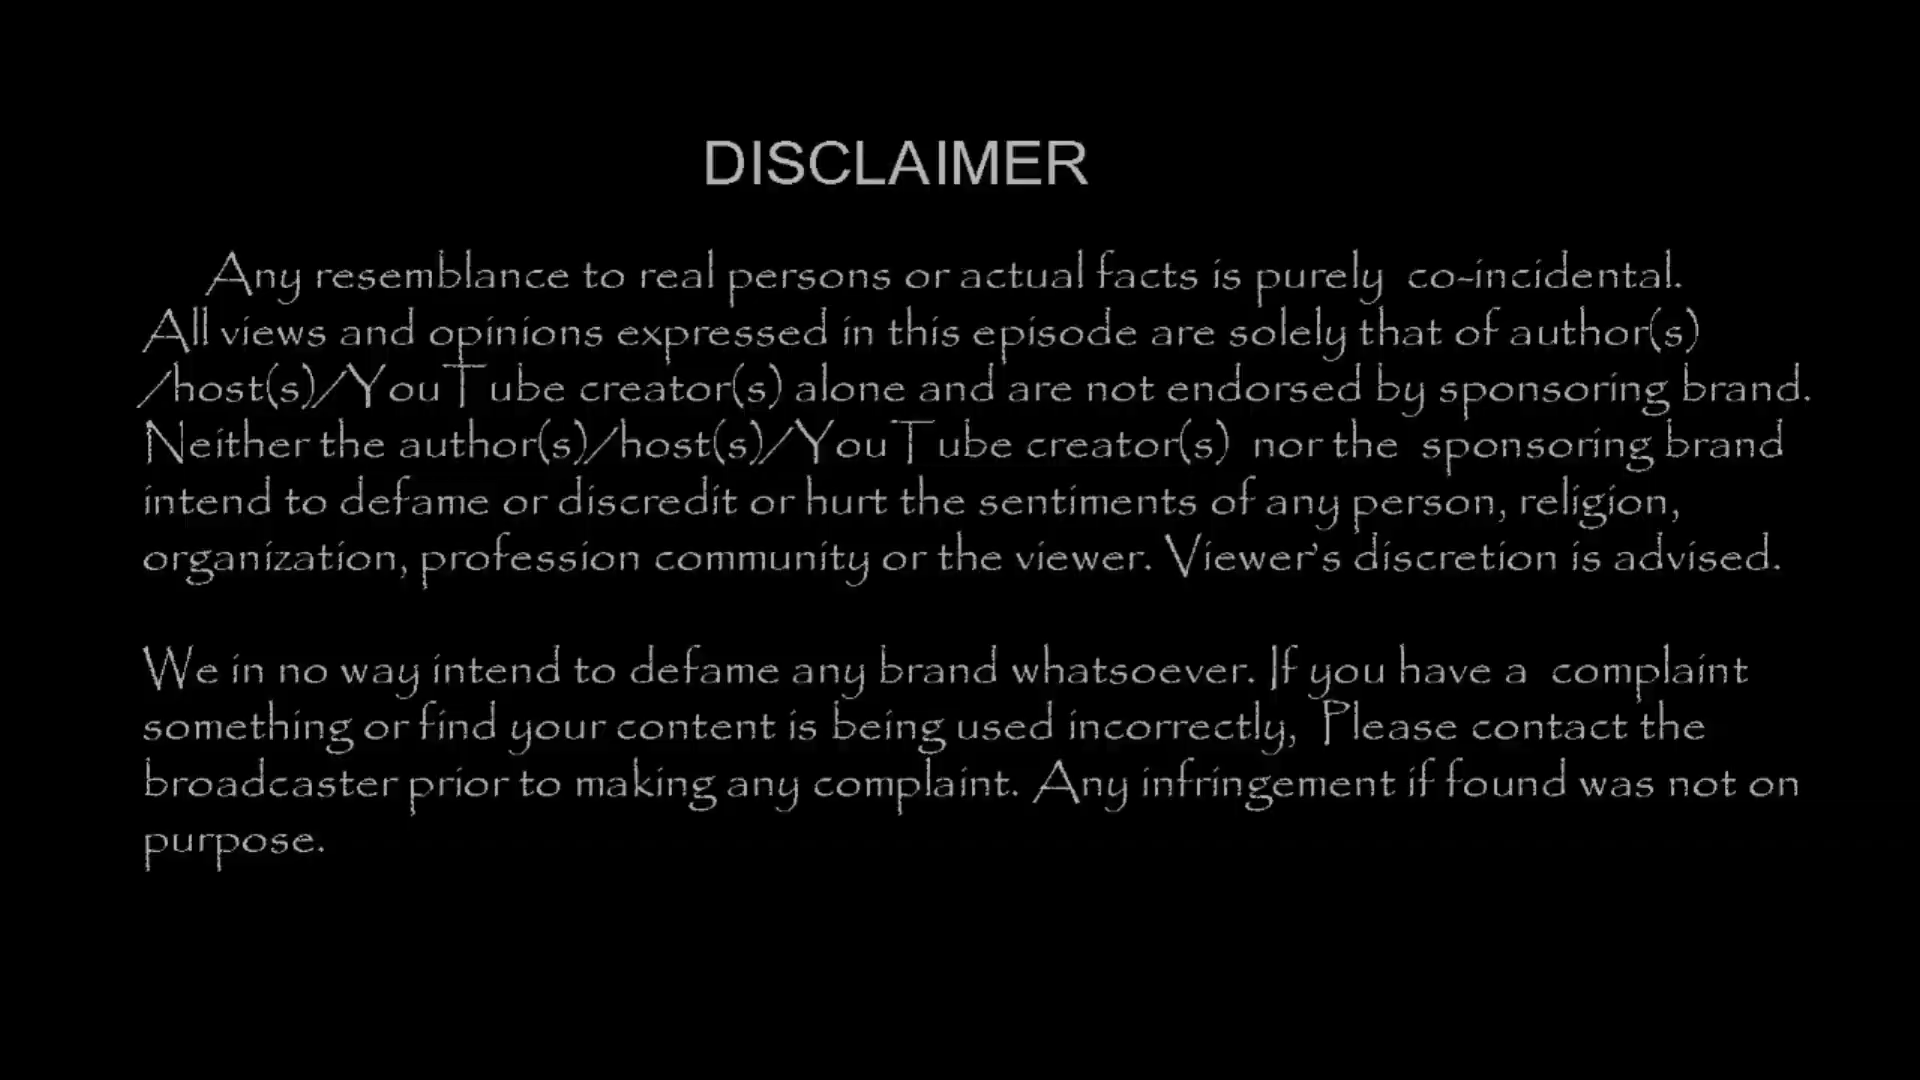 DISCLAIMER
Any resemblance to real persons or actual facts is purely co-incidental.
All views and opinions expressed in this episode are solely that of author(s)
/host(s)/YouTube creator(s) alone and are not endorsed by sponsoring brand.
Neither the author(s)/host(s)/YouTube creator(s) nor the sponsoring brand
intend to defame or discredit or hurt the sentiments of any person, religion,
organization, profession community or the viewer. Viewer's discretion is advised.
We in no way intend to defame any brand whatsoever. If you have a complaint
something or find your content is being used incorrectly, Please contact the
broadcaster prior to making any complaint. Any infringement if found was not on
purpose.